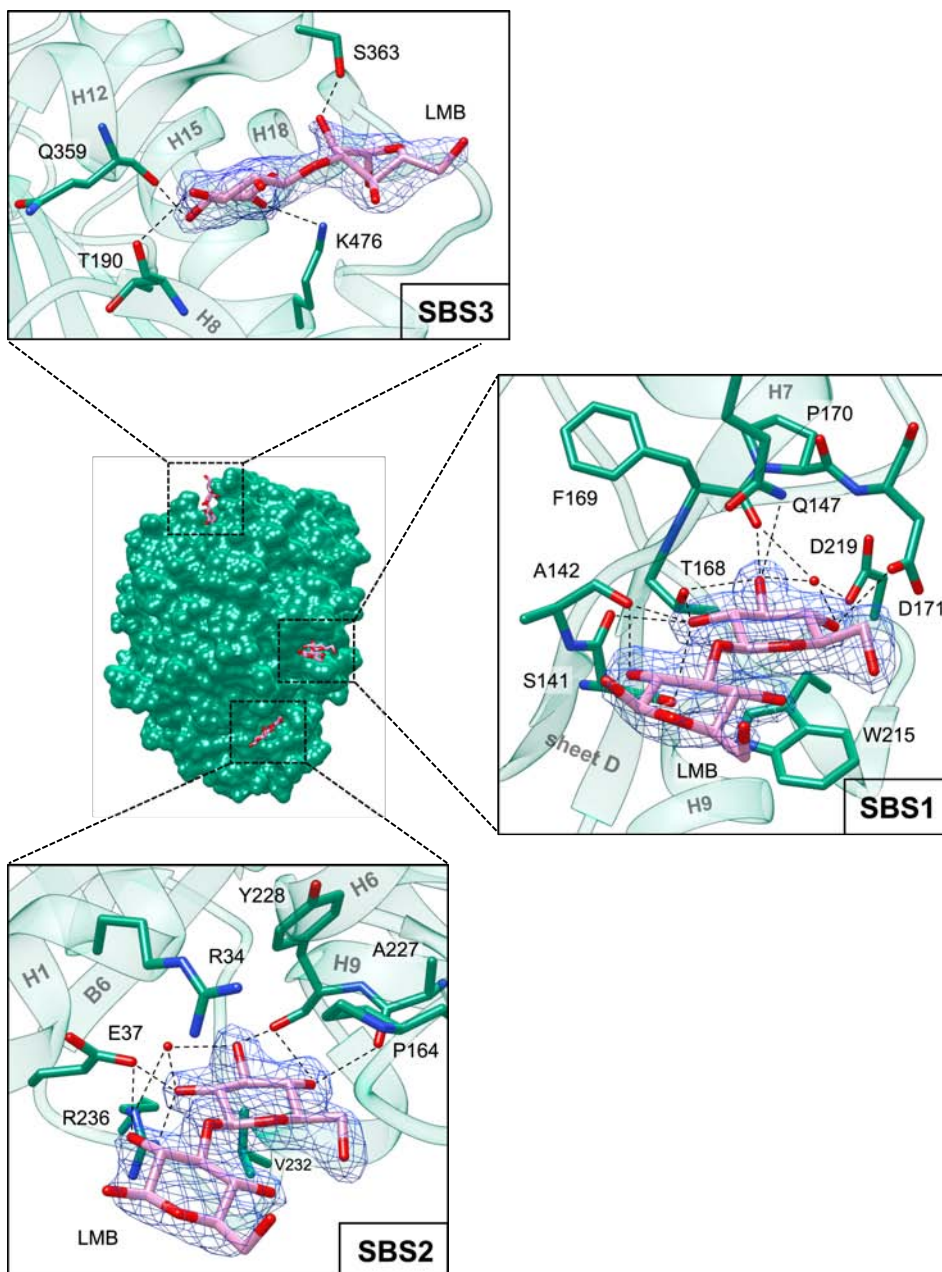 S363
H12
LMB
H15
H18
Q359
K476
T190
H8
SBS3
H7
P170
F169
Q147
D219
T168
A142
D171
S141
W215
sheet D
LMB
H9
SBS1
Y228
H6
R34
A227
H1
H9
B6
E37
P164
R236
V232
LMB
SBS2